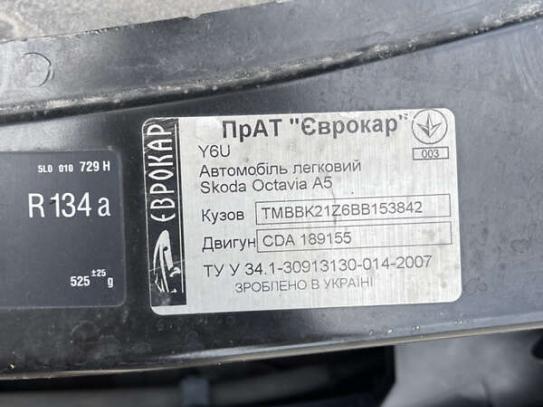 5L0 010 729 H
R 134 a
525 ±25 g
ЄВРОКАР
ПрАТ "Єврокар"
Y6U
003
Автомобіль легковий
Skoda Octavia A5
Кузов TMBBK21Z6BB153842
Двигун CDA 189155
ТУ У 34.1-30913130-014-2007
ЗРОБЛЕНО В УКРАЇНІ